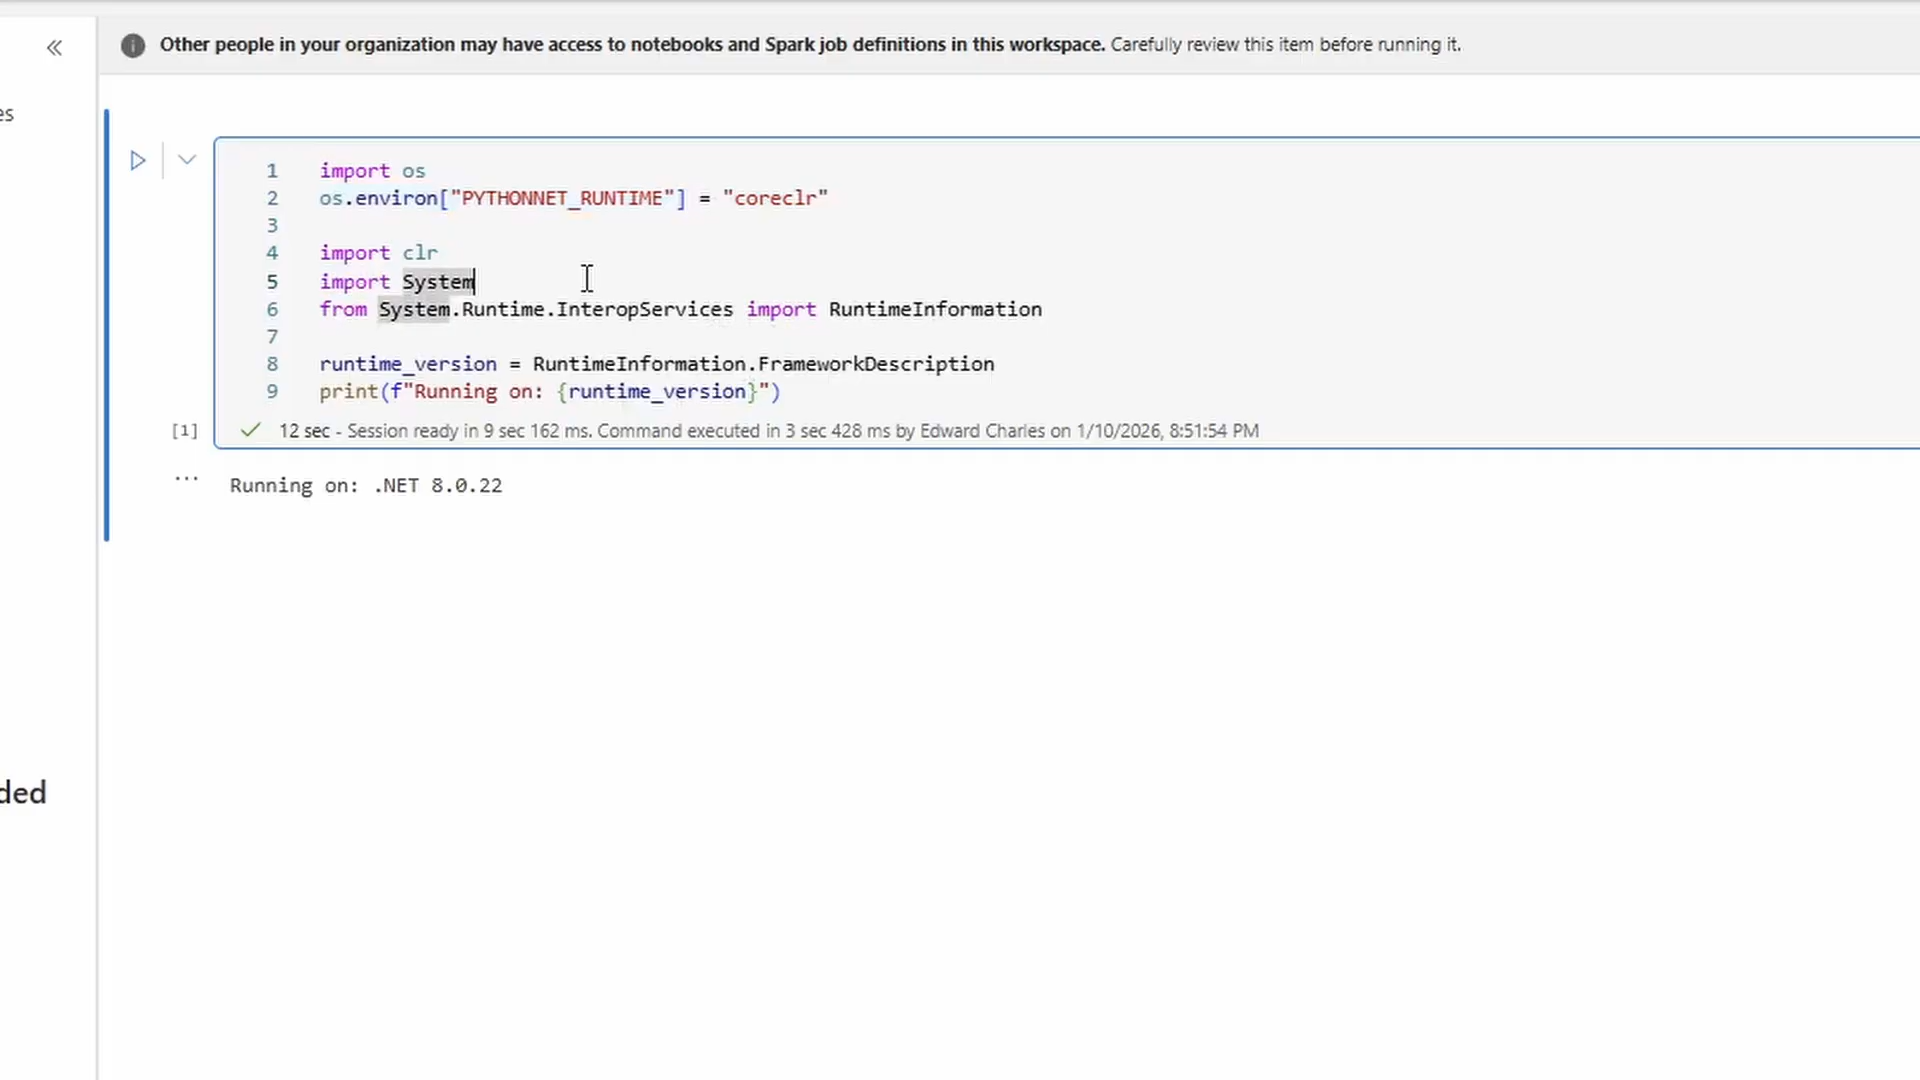 Other people in your organization may have access to notebooks and Spark job definitions in this workspace. Carefully review this item before running it.
es
1 import os
2 os.environ["PYTHONNET_RUNTIME"] = "coreclr"
3
4 import clr
5 import System
6 from System.Runtime.InteropServices import RuntimeInformation
7
8 runtime_version = RuntimeInformation.FrameworkDescription
9 print(f"Running on: {runtime_version}")
[1] 12 sec - Session ready in 9 sec 162 ms. Command executed in 3 sec 428 ms by Edward Charles on 1/10/2026, 8:51:54 PM
... Running on: .NET 8.0.22
ded